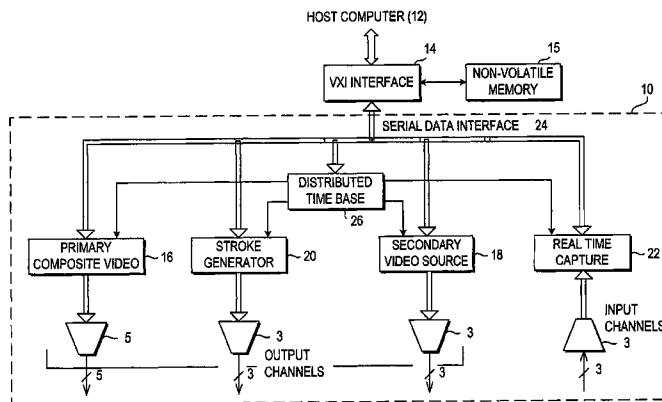 HOST COMPUTER (12)
14
15
VXI INTERFACE
NON-VOLATILE
MEMORY
10
SERIAL DATA INTERFACE 24
DISTRIBUTED
TIME BASE
26
PRIMARY
COMPOSITE VIDEO
16
STROKE
GENERATOR
20
SECONDARY
VIDEO SOURCE
18
REAL TIME
CAPTURE
22
5
3
3
INPUT
CHANNELS
3
OUTPUT
CHANNELS
5
3
3
3